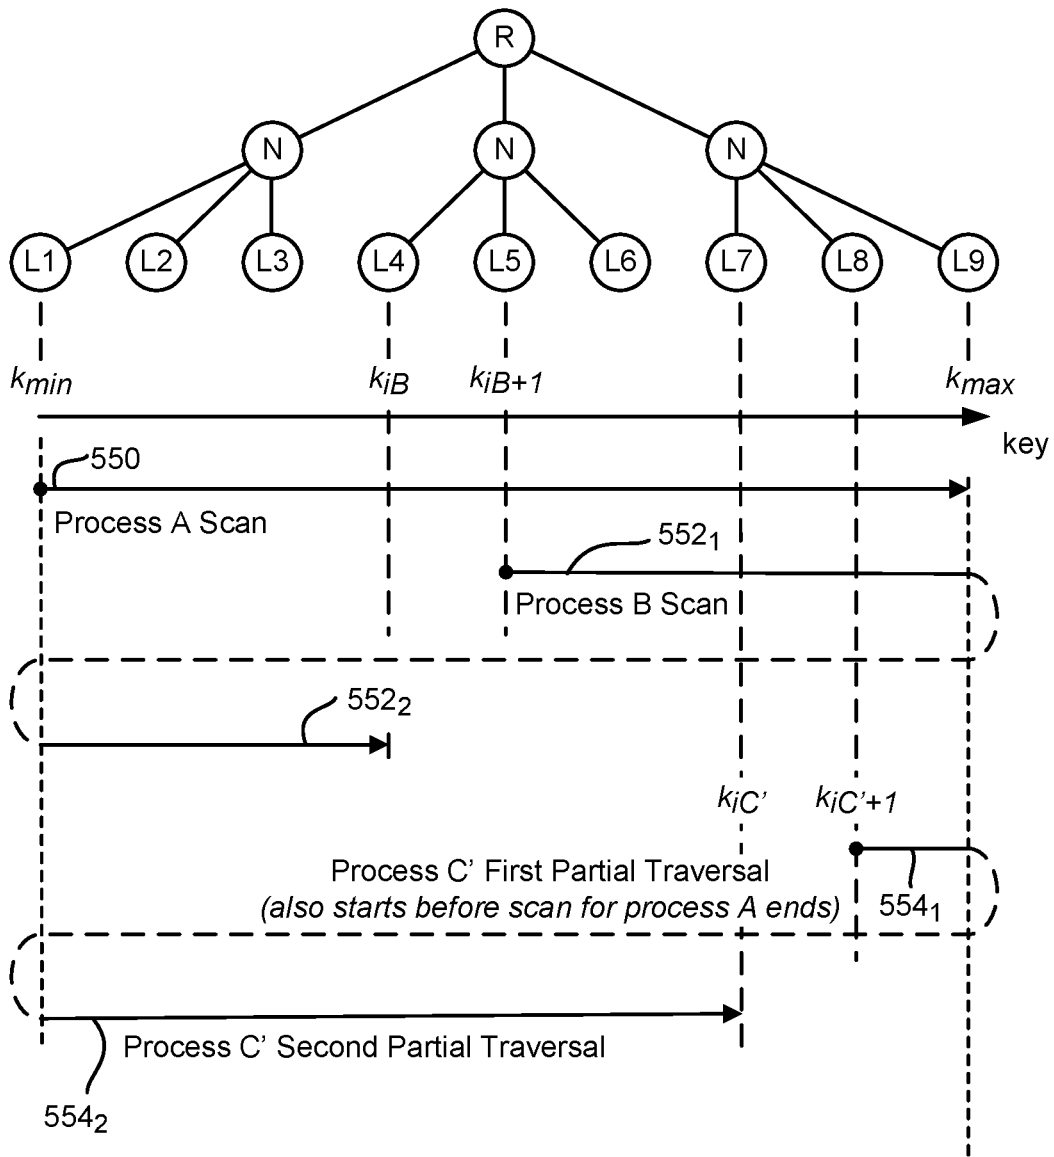 R
N N N
L1 L2 L3 L4 L5 L6 L7 L8 L9
kmin kiB kiB+1 kmax
key
550
Process A Scan
5521
Process B Scan
5522
kiC’ kiC’+1
Process C’ First Partial Traversal
(also starts before scan for process A ends)
5541
Process C’ Second Partial Traversal
5542